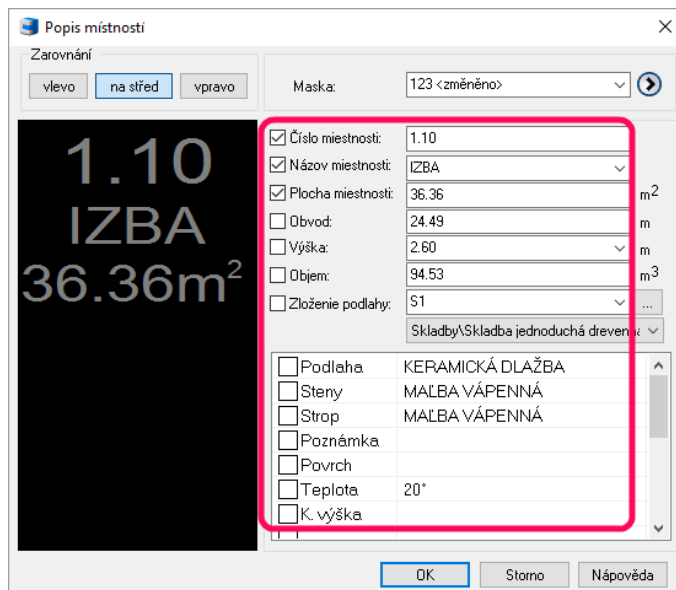 Popis místností
Zarovnání
vlevo na střed vpravo
Maska: 123 <změněno>
1.10
IZBA
36.36m²
Číslo miestnosti: 1.10
Názov miestnosti: IZBA
Plocha miestnosti: 36.36 m2
Obvod: 24.49 m
Výška: 2.60 m
Objem: 94.53 m3
Zloženie podlahy: S1 ...
Skladby\Skladba jednoduchá drevenná
Podlaha KERAMICKÁ DLAŽBA
Steny MAĽBA VÁPENNÁ
Strop MAĽBA VÁPENNÁ
Poznámka
Povrch
Teplota 20°
K. výška
OK Storno Nápověda